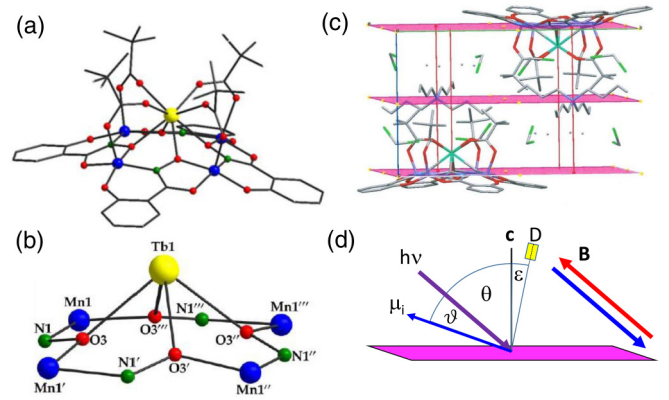 (a)
(c)
(b)
Tb1
Mn1
N1'''
Mn1'''
N1
O3
O3'''
O3''
N1''
Mn1'
N1'
O3'
Mn1''
(d)
c
D
B
hν
ε
θ
μi
ϑ